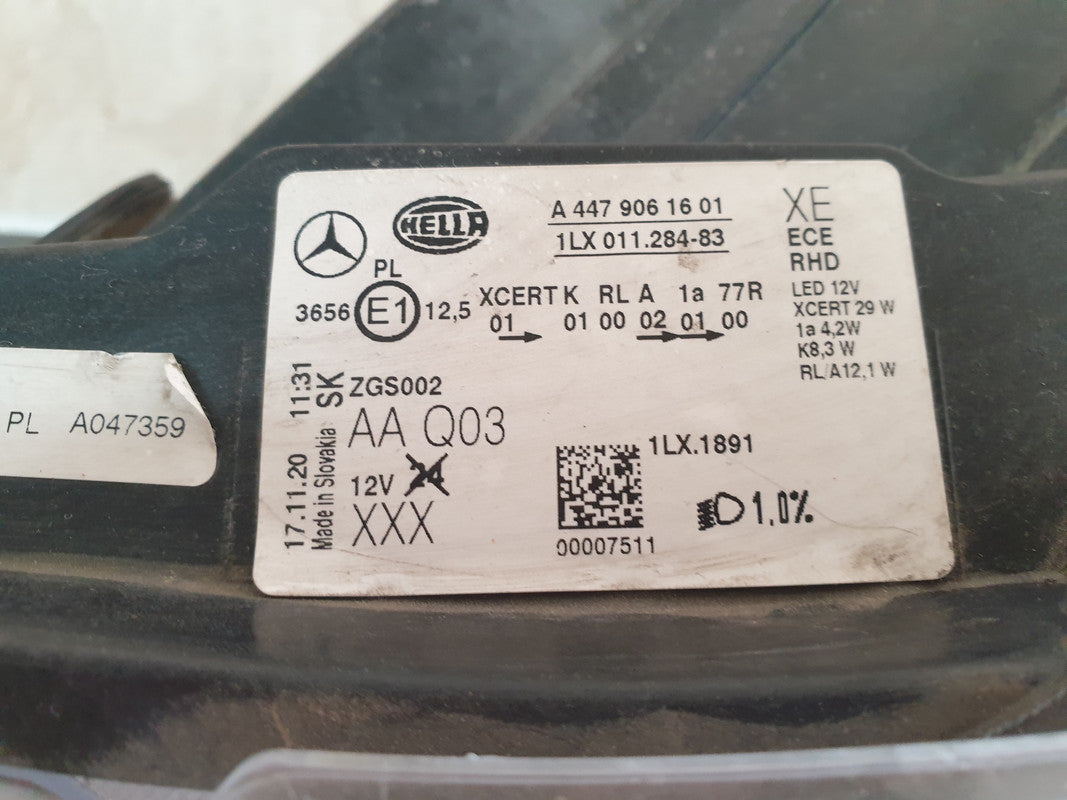 HELLA
A 447 906 16 01
1LX 011.284-83
XE
ECE
RHD
LED 12V
XCERT 29 W
1a 4,2W
K8,3 W
RL/A12,1 W
PL
3656 E1 12,5 XCERT K RL A 1a 77R
01 → 01 00 02 01 00
17.11.20 11:31
Made in Slovakia SK
ZGS002
AA Q03
12V 24
XXX
1LX.1891
00007511
1.0%
PL A047359